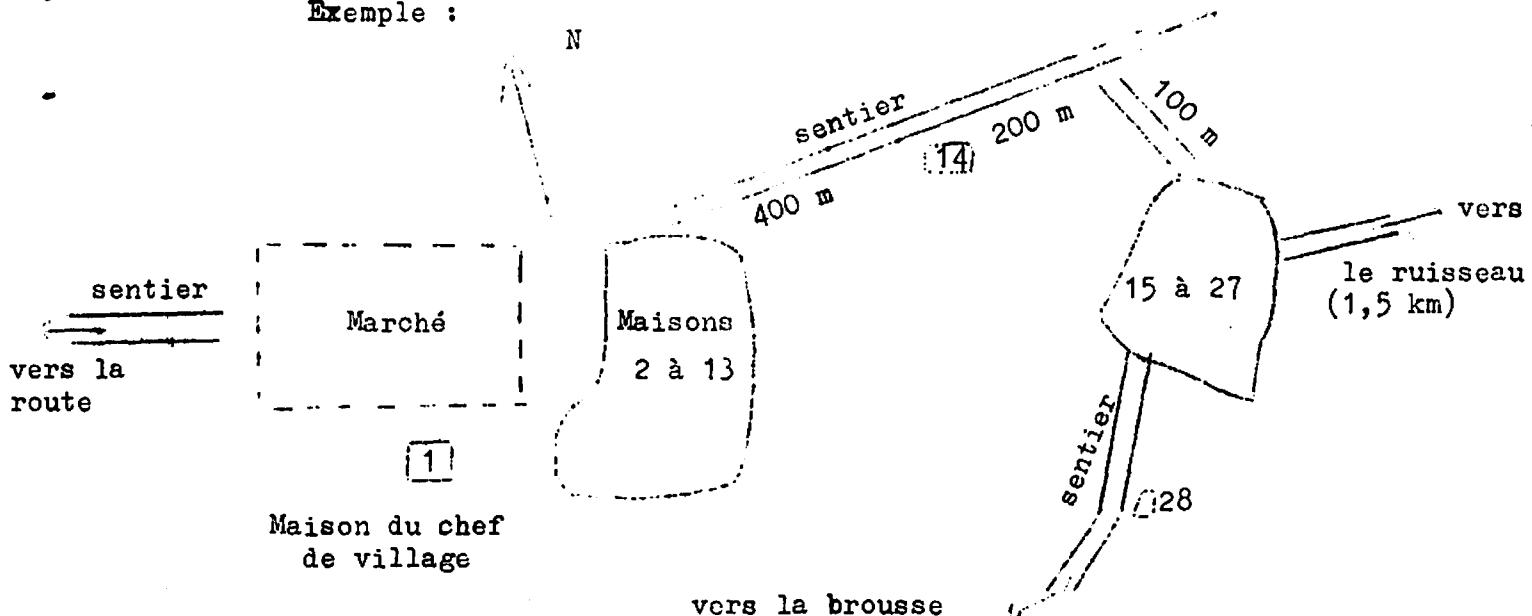 Exemple :
N
sentier
100 m
14
200 m
400 m
vers
le ruisseau
(1,5 km)
15 à 27
sentier
Marché
Maisons
2 à 13
vers la
route
1
Maison du chef
de village
sentier
28
vers la brousse